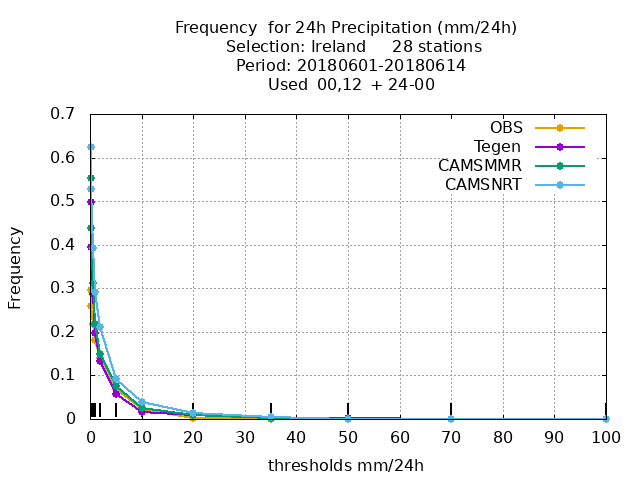 Frequency  for 24h Precipitation (mm/24h)
Selection: Ireland     28 stations
Period: 20180601-20180614
Used  00,12  + 24-00
OBS
Tegen
CAMSMMR
CAMSNRT
0.7
0.6
0.5
0.4
0.3
0.2
0.1
0
Frequency
0 10 20 30 40 50 60 70 80 90 100
thresholds mm/24h